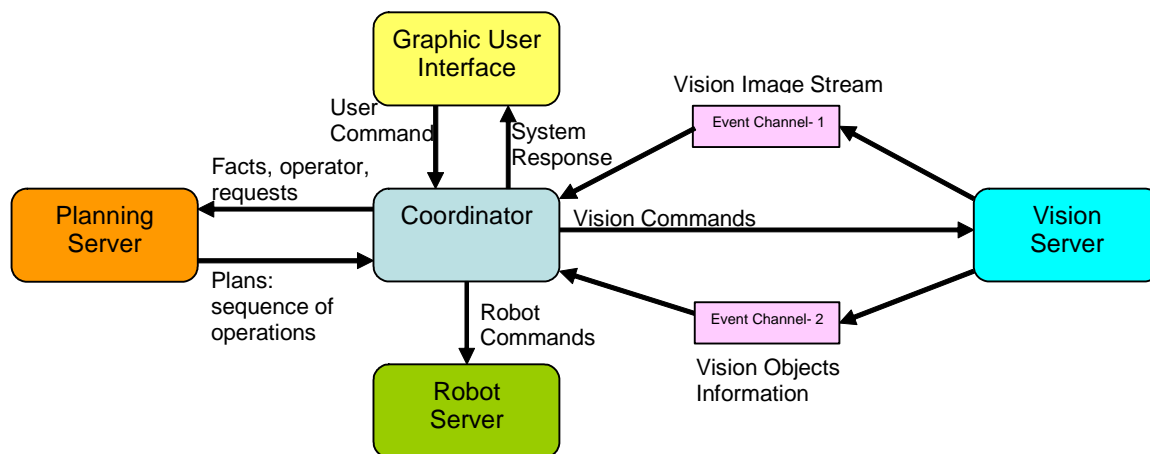 Graphic User
Interface
Vision Image Stream
User
Command
System
Response
Event Channel- 1
Facts, operator,
requests
Planning
Server
Coordinator
Vision Commands
Vision
Server
Plans:
sequence of
operations
Robot
Commands
Event Channel- 2
Vision Objects
Information
Robot
Server